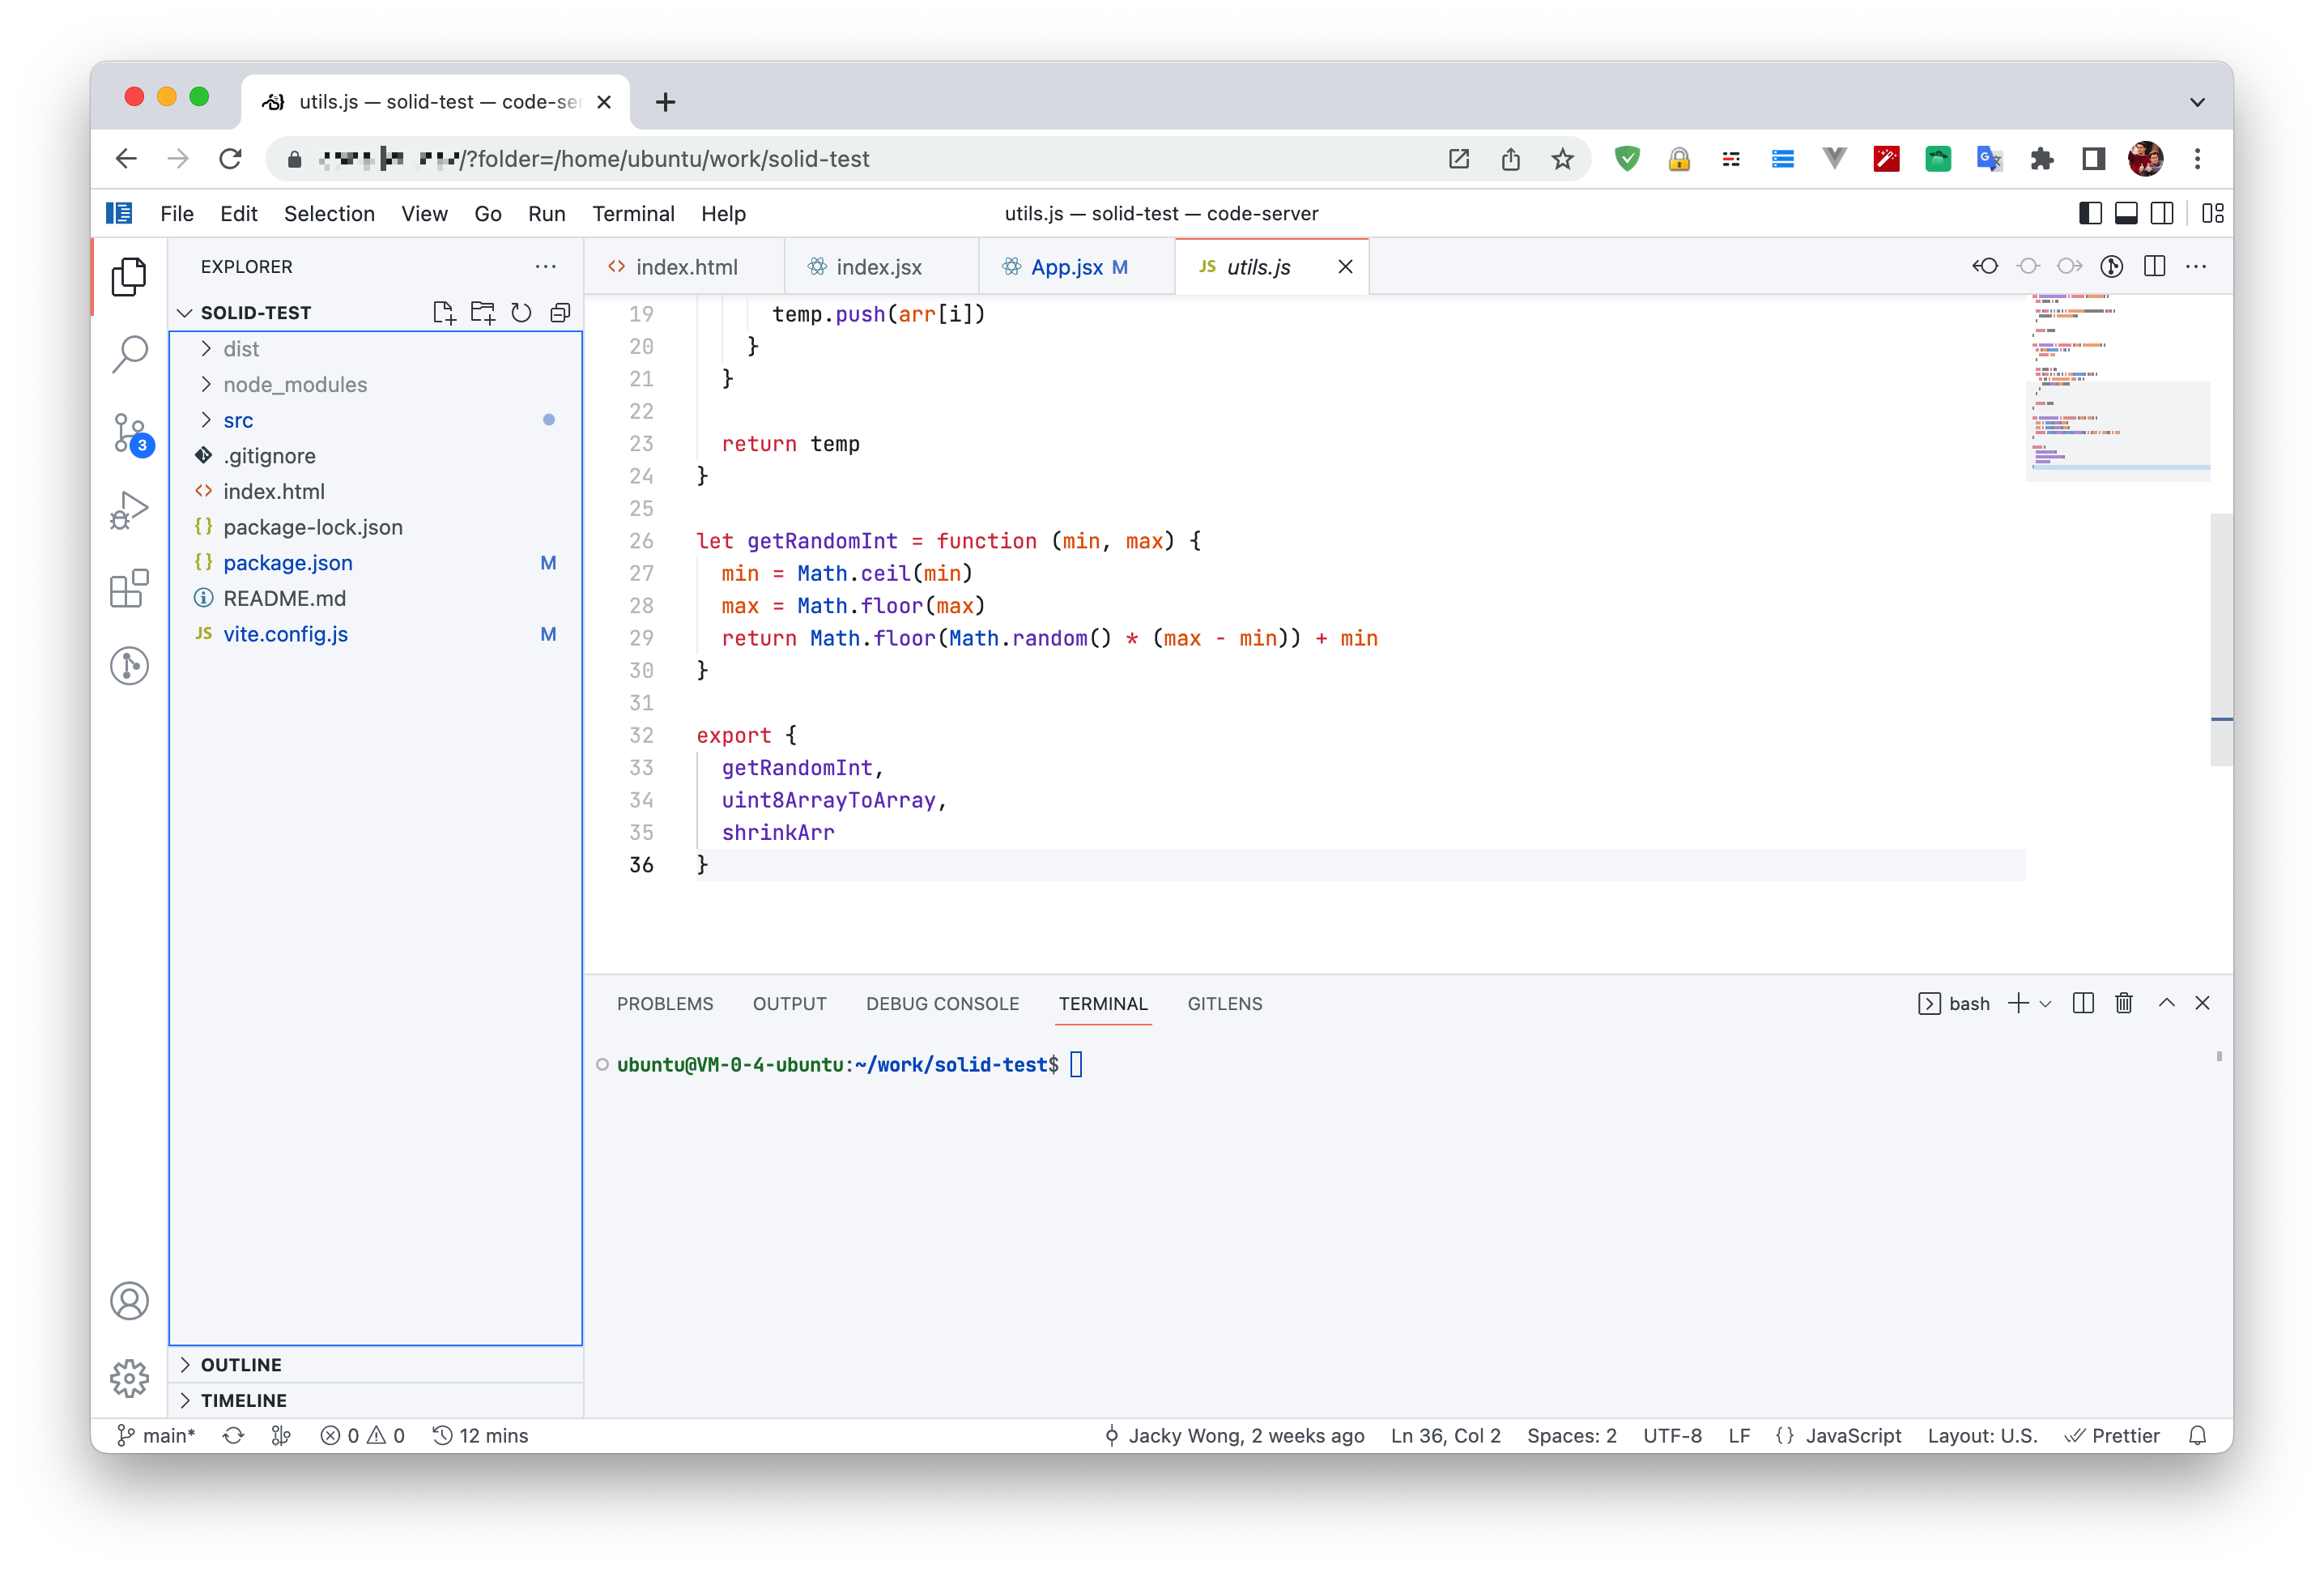 utils.js — solid-test — code-se
/?folder=/home/ubuntu/work/solid-test
File Edit Selection View Go Run Terminal Help
utils.js — solid-test — code-server
EXPLORER
SOLID-TEST
dist
node_modules
src
.gitignore
index.html
package-lock.json
package.json M
README.md
JS vite.config.js M
3
OUTLINE
TIMELINE
index.html
index.jsx
App.jsx M
JS utils.js
19 temp.push(arr[i])
20 }
21 }
22
23 return temp
24 }
25
26 let getRandomInt = function (min, max) {
27 min = Math.ceil(min)
28 max = Math.floor(max)
29 return Math.floor(Math.random() * (max - min)) + min
30 }
31
32 export {
33 getRandomInt,
34 uint8ArrayToArray,
35 shrinkArr
36 }
PROBLEMS OUTPUT DEBUG CONSOLE TERMINAL GITLENS
bash
ubuntu@VM-0-4-ubuntu:~/work/solid-test$
main* 0 0 12 mins
Jacky Wong, 2 weeks ago Ln 36, Col 2 Spaces: 2 UTF-8 LF {} JavaScript Layout: U.S. Prettier